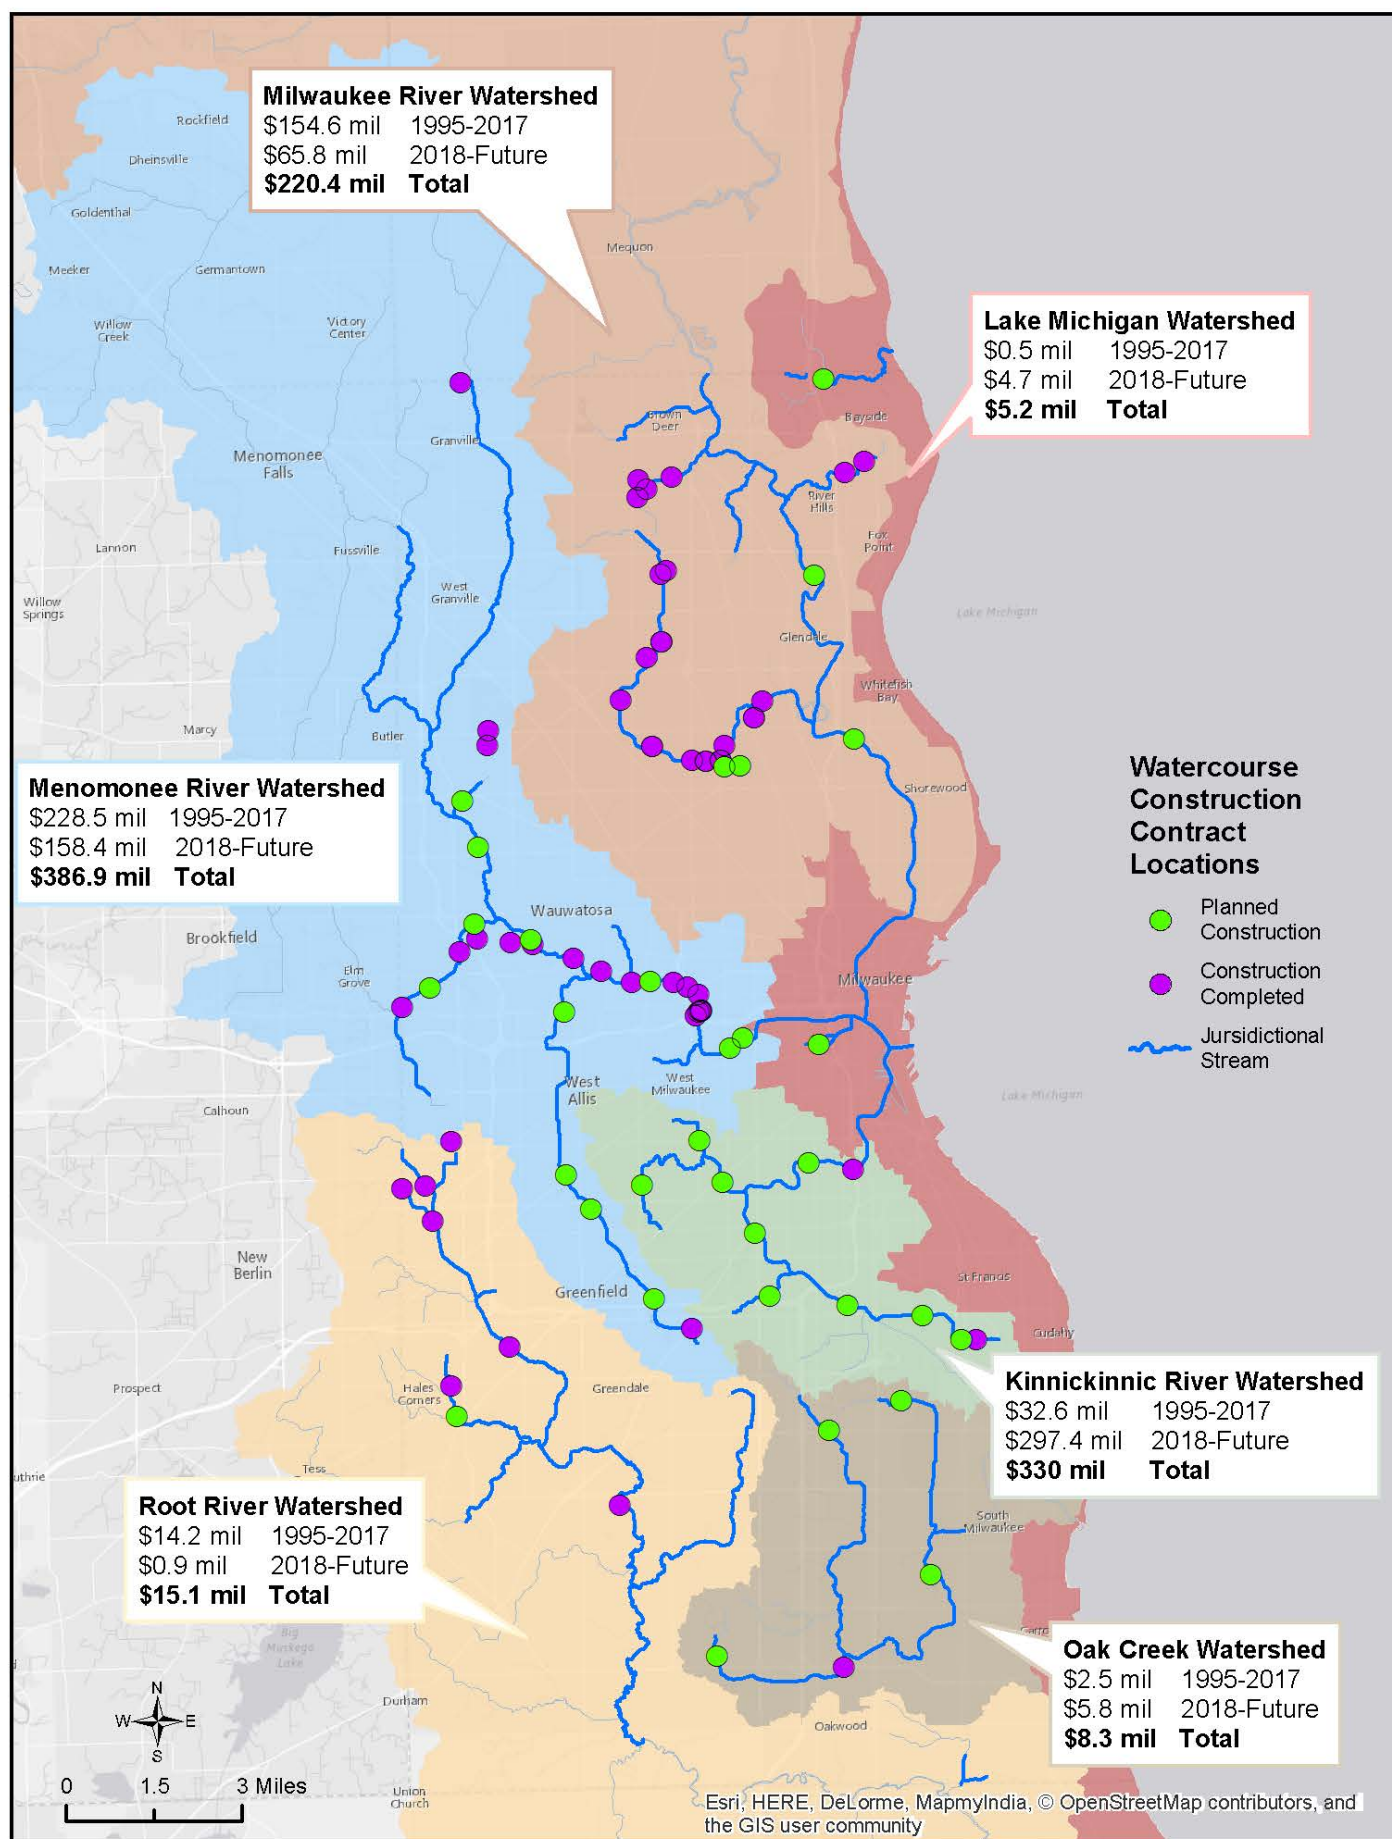 Milwaukee River Watershed
$154.6 mil 1995-2017
$65.8 mil 2018-Future
$220.4 mil Total
Rockfield
Dheinsville
Goldenthal
Meeker
Germantown
Mequon
Willow
Creek
Victory
Center
Lake Michigan Watershed
$0.5 mil 1995-2017
$4.7 mil 2018-Future
$5.2 mil Total
Brown
Deer
Bayside
Granville
Menomonee
Falls
River
Hills
Fox
Point
Lannon
Fussville
West
Granville
Willow
Springs
Lake Michigan
Glendale
Whitefish
Bay
Marcy
Butler
Shorewood
Menomonee River Watershed
$228.5 mil 1995-2017
$158.4 mil 2018-Future
$386.9 mil Total
Watercourse
Construction
Contract
Locations
Planned
Construction
Construction
Completed
Jursidictional
Stream
Wauwatosa
Brookfield
Elm
Grove
Milwaukee
West
Allis
West
Milwaukee
Calhoun
Lake Michigan
New
Berlin
Greenfield
St Francis
Cudahy
Prospect
Hales
Corners
Greendale
Kinnickinnic River Watershed
$32.6 mil 1995-2017
$297.4 mil 2018-Future
$330 mil Total
uthrie
Tess
Root River Watershed
$14.2 mil 1995-2017
$0.9 mil 2018-Future
$15.1 mil Total
South
Milwaukee
Big
Muskego
Lake
Oak Creek Watershed
$2.5 mil 1995-2017
$5.8 mil 2018-Future
$8.3 mil Total
N
W E
S
Durham
Oakwood
0 1.5 3 Miles
Union
Church
Esri, HERE, DeLorme, MapmyIndia, © OpenStreetMap contributors, and
the GIS user community